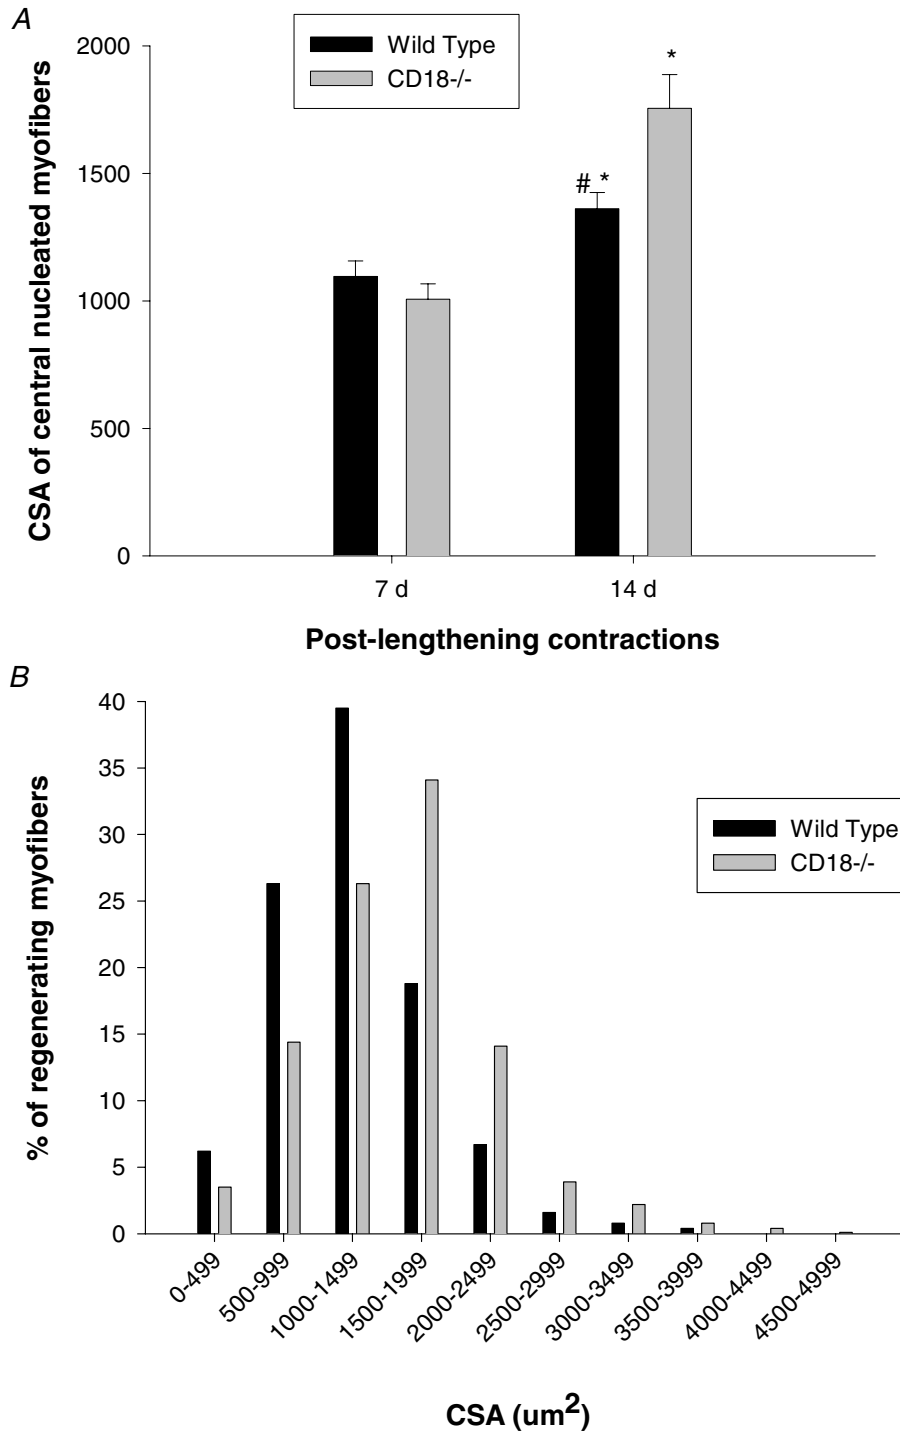 A
Wild Type
CD18-/-
CSA of central nucleated myofibers
2000
1500
1000
500
0
# *
*
7 d
14 d
Post-lengthening contractions
B
% of regenerating myofibers
40
35
30
25
20
15
10
5
0
Wild Type
CD18-/-
0-499
500-999
1000-1499
1500-1999
2000-2499
2500-2999
3000-3499
3500-3999
4000-4499
4500-4999
CSA (um²)